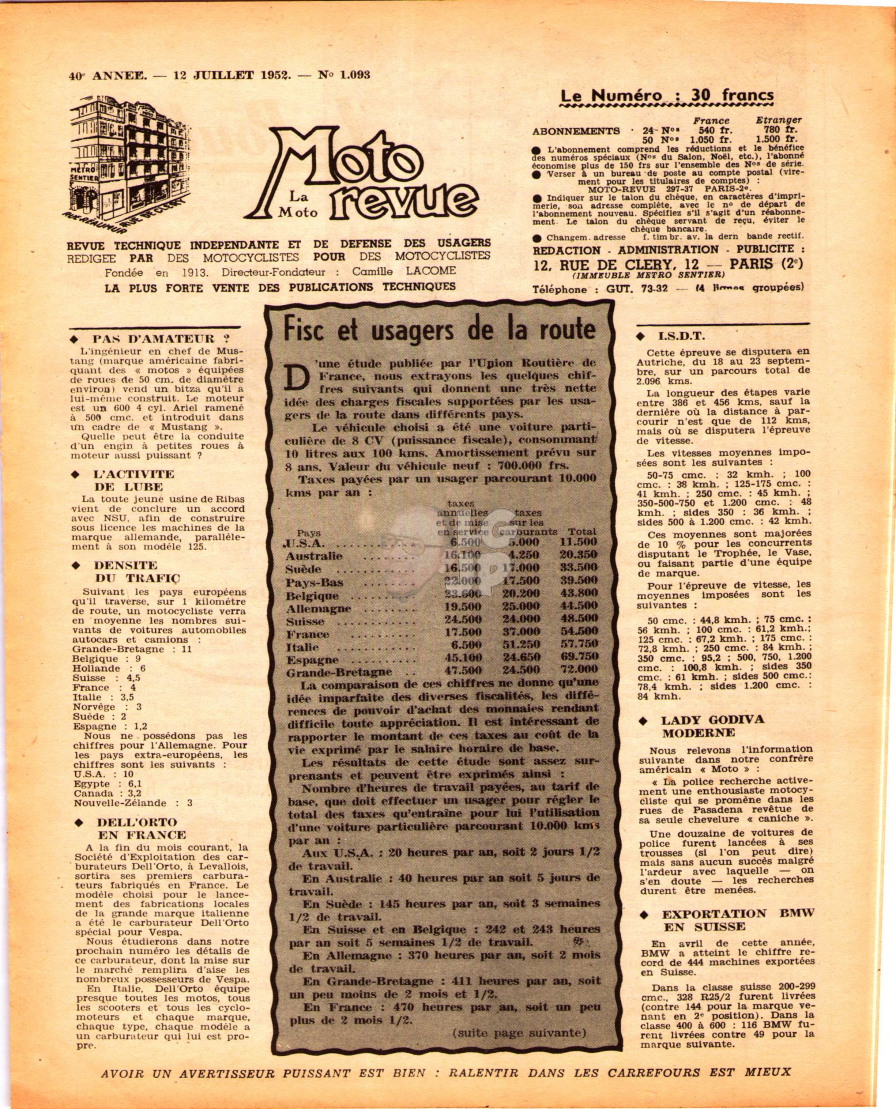 40e ANNEE. — 12 JUILLET 1952. — No 1.093
METRO
SENTIER
RUE REAUMUR
RUE DE CLERY
Moto
La
Moto
revue
REVUE TECHNIQUE INDEPENDANTE ET DE DEFENSE DES USAGERS
REDIGEE PAR DES MOTOCYCLISTES POUR DES MOTOCYCLISTES
Fondée en 1913. Directeur-Fondateur : Camille LACOME
LA PLUS FORTE VENTE DES PUBLICATIONS TECHNIQUES
Le Numéro : 30 francs
France Etranger
ABONNEMENTS · 24 Nos 540 fr. 780 fr.
50 Nos 1.050 fr. 1.500 fr.
● L'abonnement comprend les réductions et le bénéfice
des numéros spéciaux (Nos du Salon, Noël, etc.), l'abonné
économise plus de 150 frs sur l'ensemble des Nos de série.
● Verser à un bureau de poste au compte postal (vire-
ment pour les titulaires de comptes) :
MOTO-REVUE 297-37 PARIS-2e.
● Indiquer sur le talon du chèque, en caractères d'impri-
merie, son adresse complète, avec le no de départ de
l'abonnement nouveau. Spécifiez s'il s'agit d'un réabonne-
ment. Le talon du chèque servant de reçu, éviter le
chèque bancaire.
● Changem. adresse f. timbr. av. la dern bande rectif.
REDACTION · ADMINISTRATION · PUBLICITE :
12, RUE DE CLERY, 12 — PARIS (2e)
(IMMEUBLE METRO SENTIER)
Téléphone : GUT. 73-32 — (4 lignes groupées)
◆ PAS D'AMATEUR ?
L'ingénieur en chef de Mus-
tang (marque américaine fabri-
quant des « motos » équipées
de roues de 50 cm. de diamètre
environ) vend un bitza qu'il a
lui-même construit. Le moteur
est un 600 4 cyl. Ariel ramené
à 500 cmc. et introduit dans
un cadre de « Mustang ».
Quelle peut être la conduite
d'un engin à petites roues à
moteur aussi puissant ?
◆ L'ACTIVITE
DE LUBE
La toute jeune usine de Ribas
vient de conclure un accord
avec NSU, afin de construire
sous licence les machines de la
marque allemande, parallèle-
ment à son modèle 125.
◆ DENSITE
DU TRAFIC
Suivant les pays européens
qu'il traverse, sur 1 kilomètre
de route, un motocycliste verra
en moyenne les nombres sui-
vants de voitures automobiles
autocars et camions :
Grande-Bretagne : 11
Belgique : 9
Hollande : 6
Suisse : 4,5
France : 4
Italie : 3,5
Norvège : 3
Suède : 2
Espagne : 1,2
Nous ne possédons pas les
chiffres pour l'Allemagne. Pour
les pays extra-européens, les
chiffres sont les suivants :
U.S.A. : 10
Egypte : 6,1
Canada : 3,2
Nouvelle-Zélande : 3
◆ DELL'ORTO
EN FRANCE
A la fin du mois courant, la
Société d'Exploitation des car-
burateurs Dell'Orto, à Levallois,
sortira ses premiers carbura-
teurs fabriqués en France. Le
modèle choisi pour le lance-
ment des fabrications locales
de la grande marque italienne
a été le carburateur Dell'Orto
spécial pour Vespa.
Nous étudierons dans notre
prochain numéro les détails de
ce carburateur, dont la mise sur
le marché remplira d'aise les
nombreux possesseurs de Vespa.
En Italie, Dell'Orto équipe
presque toutes les motos, tous
les scooters et tous les cyclo-
moteurs et chaque marque,
chaque type, chaque modèle a
un carburateur qui lui est pro-
pre.
Fisc et usagers de la route
D'une étude publiée par l'Union Routière de
France, nous extrayons les quelques chif-
fres suivants qui donnent une très nette
idée des charges fiscales supportées par les usa-
gers de la route dans différents pays.
Le véhicule choisi a été une voiture parti-
culière de 8 CV (puissance fiscale), consommant
10 litres aux 100 kms. Amortissement prévu sur
8 ans. Valeur du véhicule neuf : 700.000 frs.
Taxes payées par un usager parcourant 10.000
kms par an :
taxes
annuelles taxes
et de mise sur les
Pays en service carburants Total
U.S.A. 6.500 5.000 11.500
Australie 16.100 4.250 20.350
Suède 16.500 17.000 33.500
Pays-Bas 22.000 17.500 39.500
Belgique 23.600 20.200 43.800
Allemagne 19.500 25.000 44.500
Suisse 24.500 24.000 48.500
France 17.500 37.000 54.500
Italie 6.500 51.250 57.750
Espagne 45.100 24.650 69.750
Grande-Bretagne 47.500 24.500 72.000
La comparaison de ces chiffres ne donne qu'une
idée imparfaite des diverses fiscalités, les diffé-
rences de pouvoir d'achat des monnaies rendant
difficile toute appréciation. Il est intéressant de
rapporter le montant de ces taxes au coût de la
vie exprimé par le salaire horaire de base.
Les résultats de cette étude sont assez sur-
prenants et peuvent être exprimés ainsi :
Nombre d'heures de travail payées, au tarif de
base, que doit effectuer un usager pour régler le
total des taxes qu'entraîne pour lui l'utilisation
d'une voiture particulière parcourant 10.000 kms
par an :
Aux U.S.A. : 20 heures par an, soit 2 jours 1/2
de travail.
En Australie : 40 heures par an soit 5 jours de
travail.
En Suède : 145 heures par an, soit 3 semaines
1/2 de travail.
En Suisse et en Belgique : 242 et 243 heures
par an soit 5 semaines 1/2 de travail.
En Allemagne : 370 heures par an, soit 2 mois
de travail.
En Grande-Bretagne : 411 heures par an, soit
un peu moins de 2 mois et 1/2.
En France : 470 heures par an, soit un peu
plus de 2 mois 1/2.
(suite page suivante)
◆ I.S.D.T.
Cette épreuve se disputera en
Autriche, du 18 au 23 septem-
bre, sur un parcours total de
2.096 kms.
La longueur des étapes varie
entre 386 et 456 kms, sauf la
dernière où la distance à par-
courir n'est que de 112 kms,
mais où se disputera l'épreuve
de vitesse.
Les vitesses moyennes impo-
sées sont les suivantes :
50-75 cmc. : 32 kmh. ; 100
cmc. : 38 kmh. ; 125-175 cmc. :
41 kmh. ; 250 cmc. : 45 kmh. ;
350-500-750 et 1.200 cmc. : 48
kmh. ; sides 350 : 36 kmh. ;
sides 500 à 1.200 cmc. : 42 kmh.
Ces moyennes sont majorées
de 10 % pour les concurrents
disputant le Trophée, le Vase,
ou faisant partie d'une équipe
de marque.
Pour l'épreuve de vitesse, les
moyennes imposées sont les
suivantes :
50 cmc. : 44,8 kmh. ; 75 cmc. :
56 kmh. ; 100 cmc : 61,2 kmh.;
125 cmc. : 67,2 kmh. ; 175 cmc. :
72,8 kmh. ; 250 cmc. : 84 kmh. ;
350 cmc. : 95,2 ; 500, 750, 1.200
cmc. : 100,8 kmh. ; sides 350
cmc. : 61 kmh. ; sides 500 cmc.:
78,4 kmh. ; sides 1.200 cmc. :
84 kmh.
◆ LADY GODIVA
MODERNE
Nous relevons l'information
suivante dans notre confrère
américain « Moto » :
« La police recherche active-
ment une enthousiaste motocy-
cliste qui se promène dans les
rues de Pasadena revêtue de
sa seule chevelure « caniche ».
Une douzaine de voitures de
police furent lancées à ses
trousses (si l'on peut dire)
mais sans aucun succès malgré
l'ardeur avec laquelle — on
s'en doute — les recherches
durent être menées.
◆ EXPORTATION BMW
EN SUISSE
En avril de cette année,
BMW a atteint le chiffre re-
cord de 444 machines exportées
en Suisse.
Dans la classe suisse 200-299
cmc., 328 R25/2 furent livrées
(contre 144 pour la marque ve-
nant en 2e position). Dans la
classe 400 à 600 : 116 BMW fu-
rent livrées contre 49 pour la
marque suivante.
AVOIR UN AVERTISSEUR PUISSANT EST BIEN : RALENTIR DANS LES CARREFOURS EST MIEUX